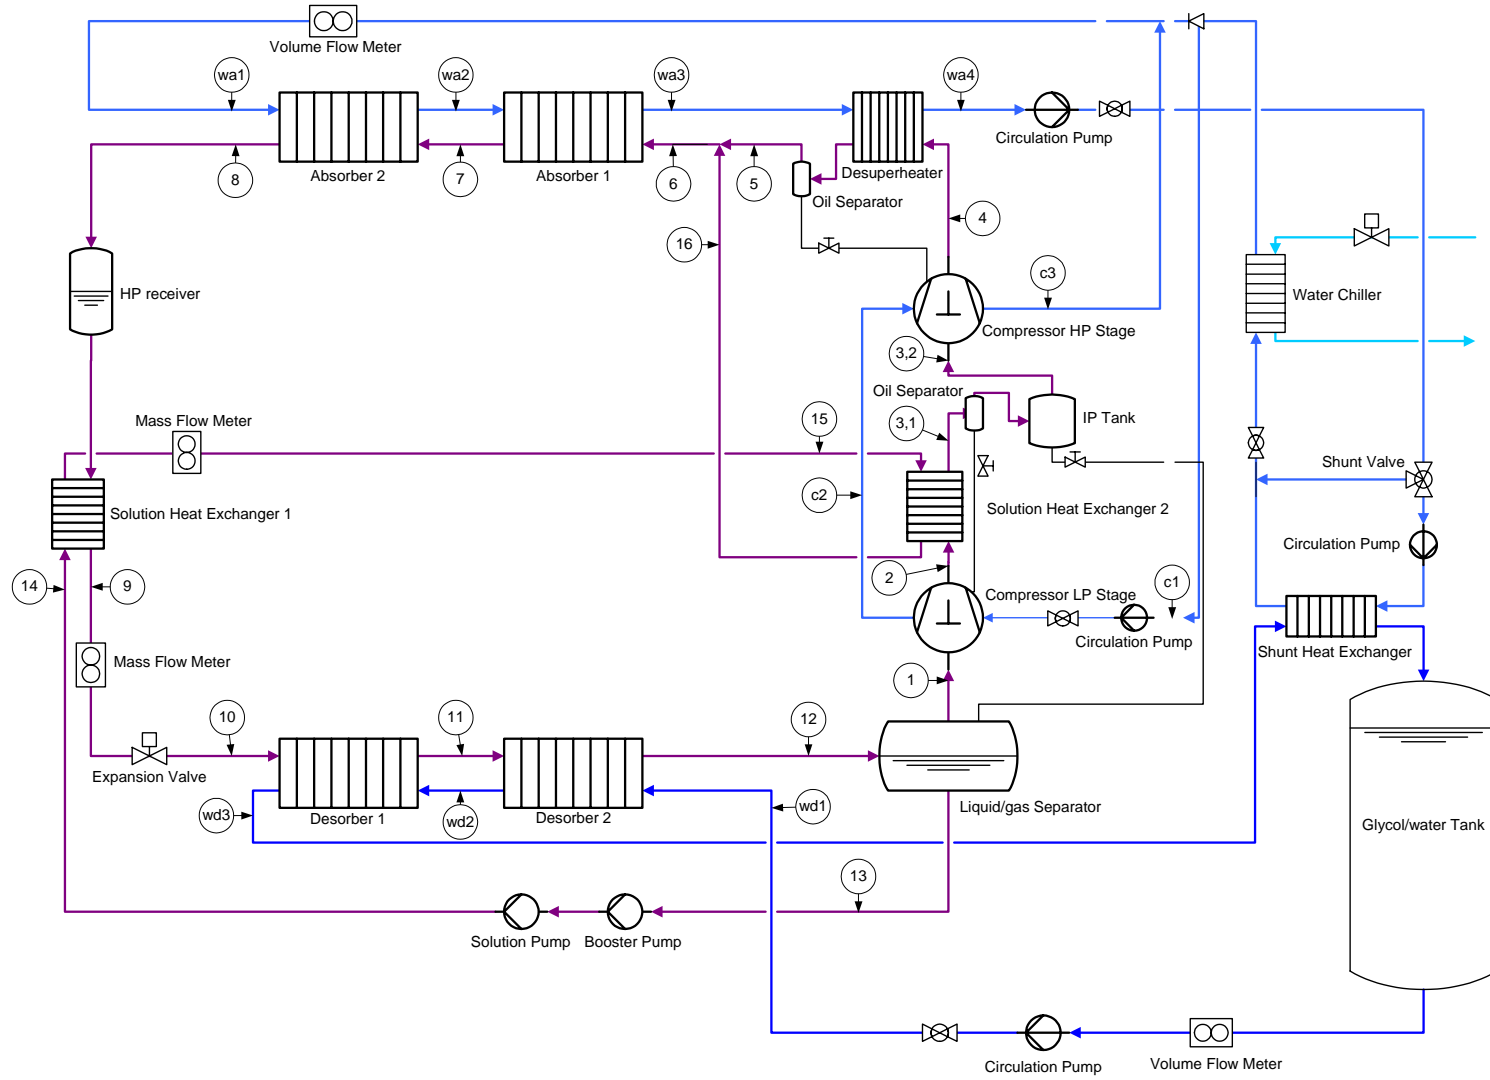 Volume Flow Meter
wa1
wa2
wa3
wa4
Circulation Pump
8
Absorber 2
7
Absorber 1
6
5
Desuperheater
Oil Separator
4
16
c3
HP receiver
Water Chiller
Compressor HP Stage
3,2
Oil Separator
Mass Flow Meter
15
3,1
IP Tank
Shunt Valve
c2
Solution Heat Exchanger 1
Solution Heat Exchanger 2
Circulation Pump
14
9
2
c1
Compressor LP Stage
Circulation Pump
Shunt Heat Exchanger
Mass Flow Meter
1
10
11
12
Expansion Valve
wd3
Desorber 1
wd2
Desorber 2
wd1
Liquid/gas Separator
Glycol/water Tank
13
Solution Pump
Booster Pump
Circulation Pump
Volume Flow Meter